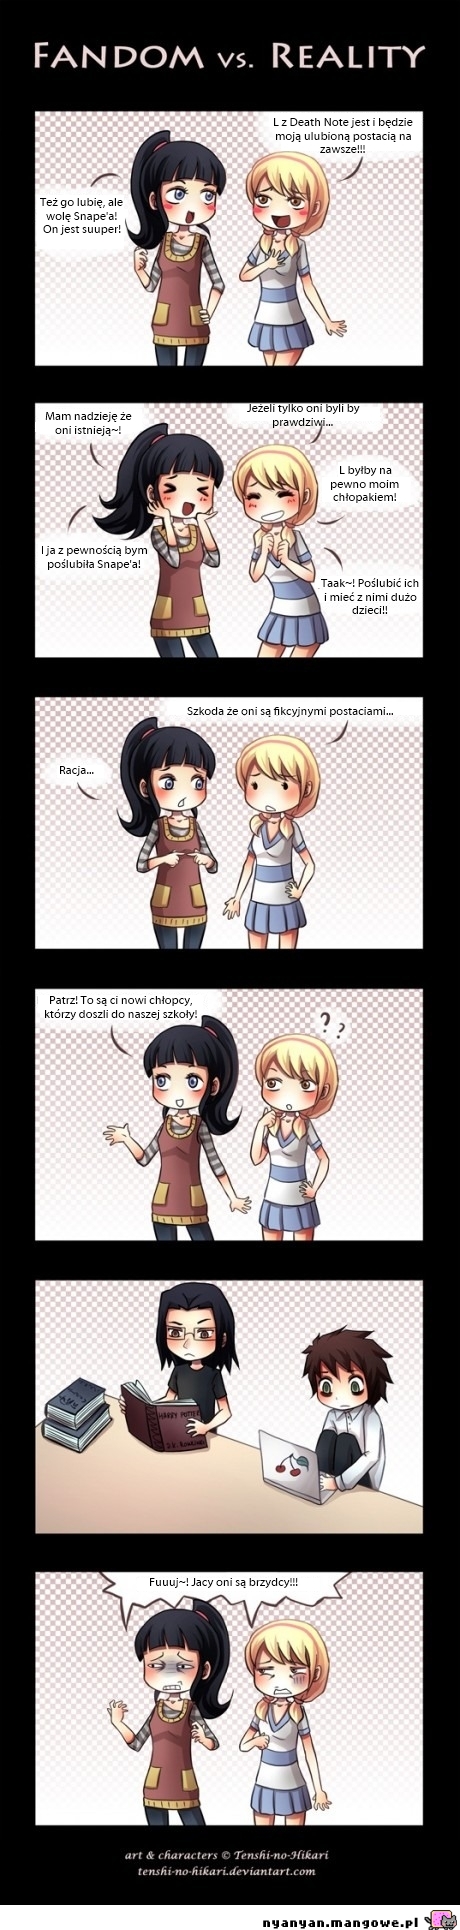 FANDOM VS. REALITY
L z Death Note jest i będzie
moją ulubioną postacią na
zawsze!!!
Też go lubię, ale
wolę Snape'a!
On jest suuper!
Mam nadzieję że
oni istnieją~!
Jeżeli tylko oni byli by
prawdziwi...
L byłby na
pewno moim
chłopakiem!
I ja z pewnością bym
poślubiła Snape'a!
Taak~! Poślubić ich
i mieć z nimi dużo
dzieci!!
Szkoda że oni są fikcyjnymi postaciami...
Racja...
Patrz! To są ci nowi chłopcy,
którzy doszli do naszej szkoły!
? ?
HARRY POTTER
Fuuuj~! Jacy oni są brzydcy!!!
art & characters © Tenshi-no-Hikari
tenshi-no-hikari.deviantart.com
nyanyan.mangowe.pl